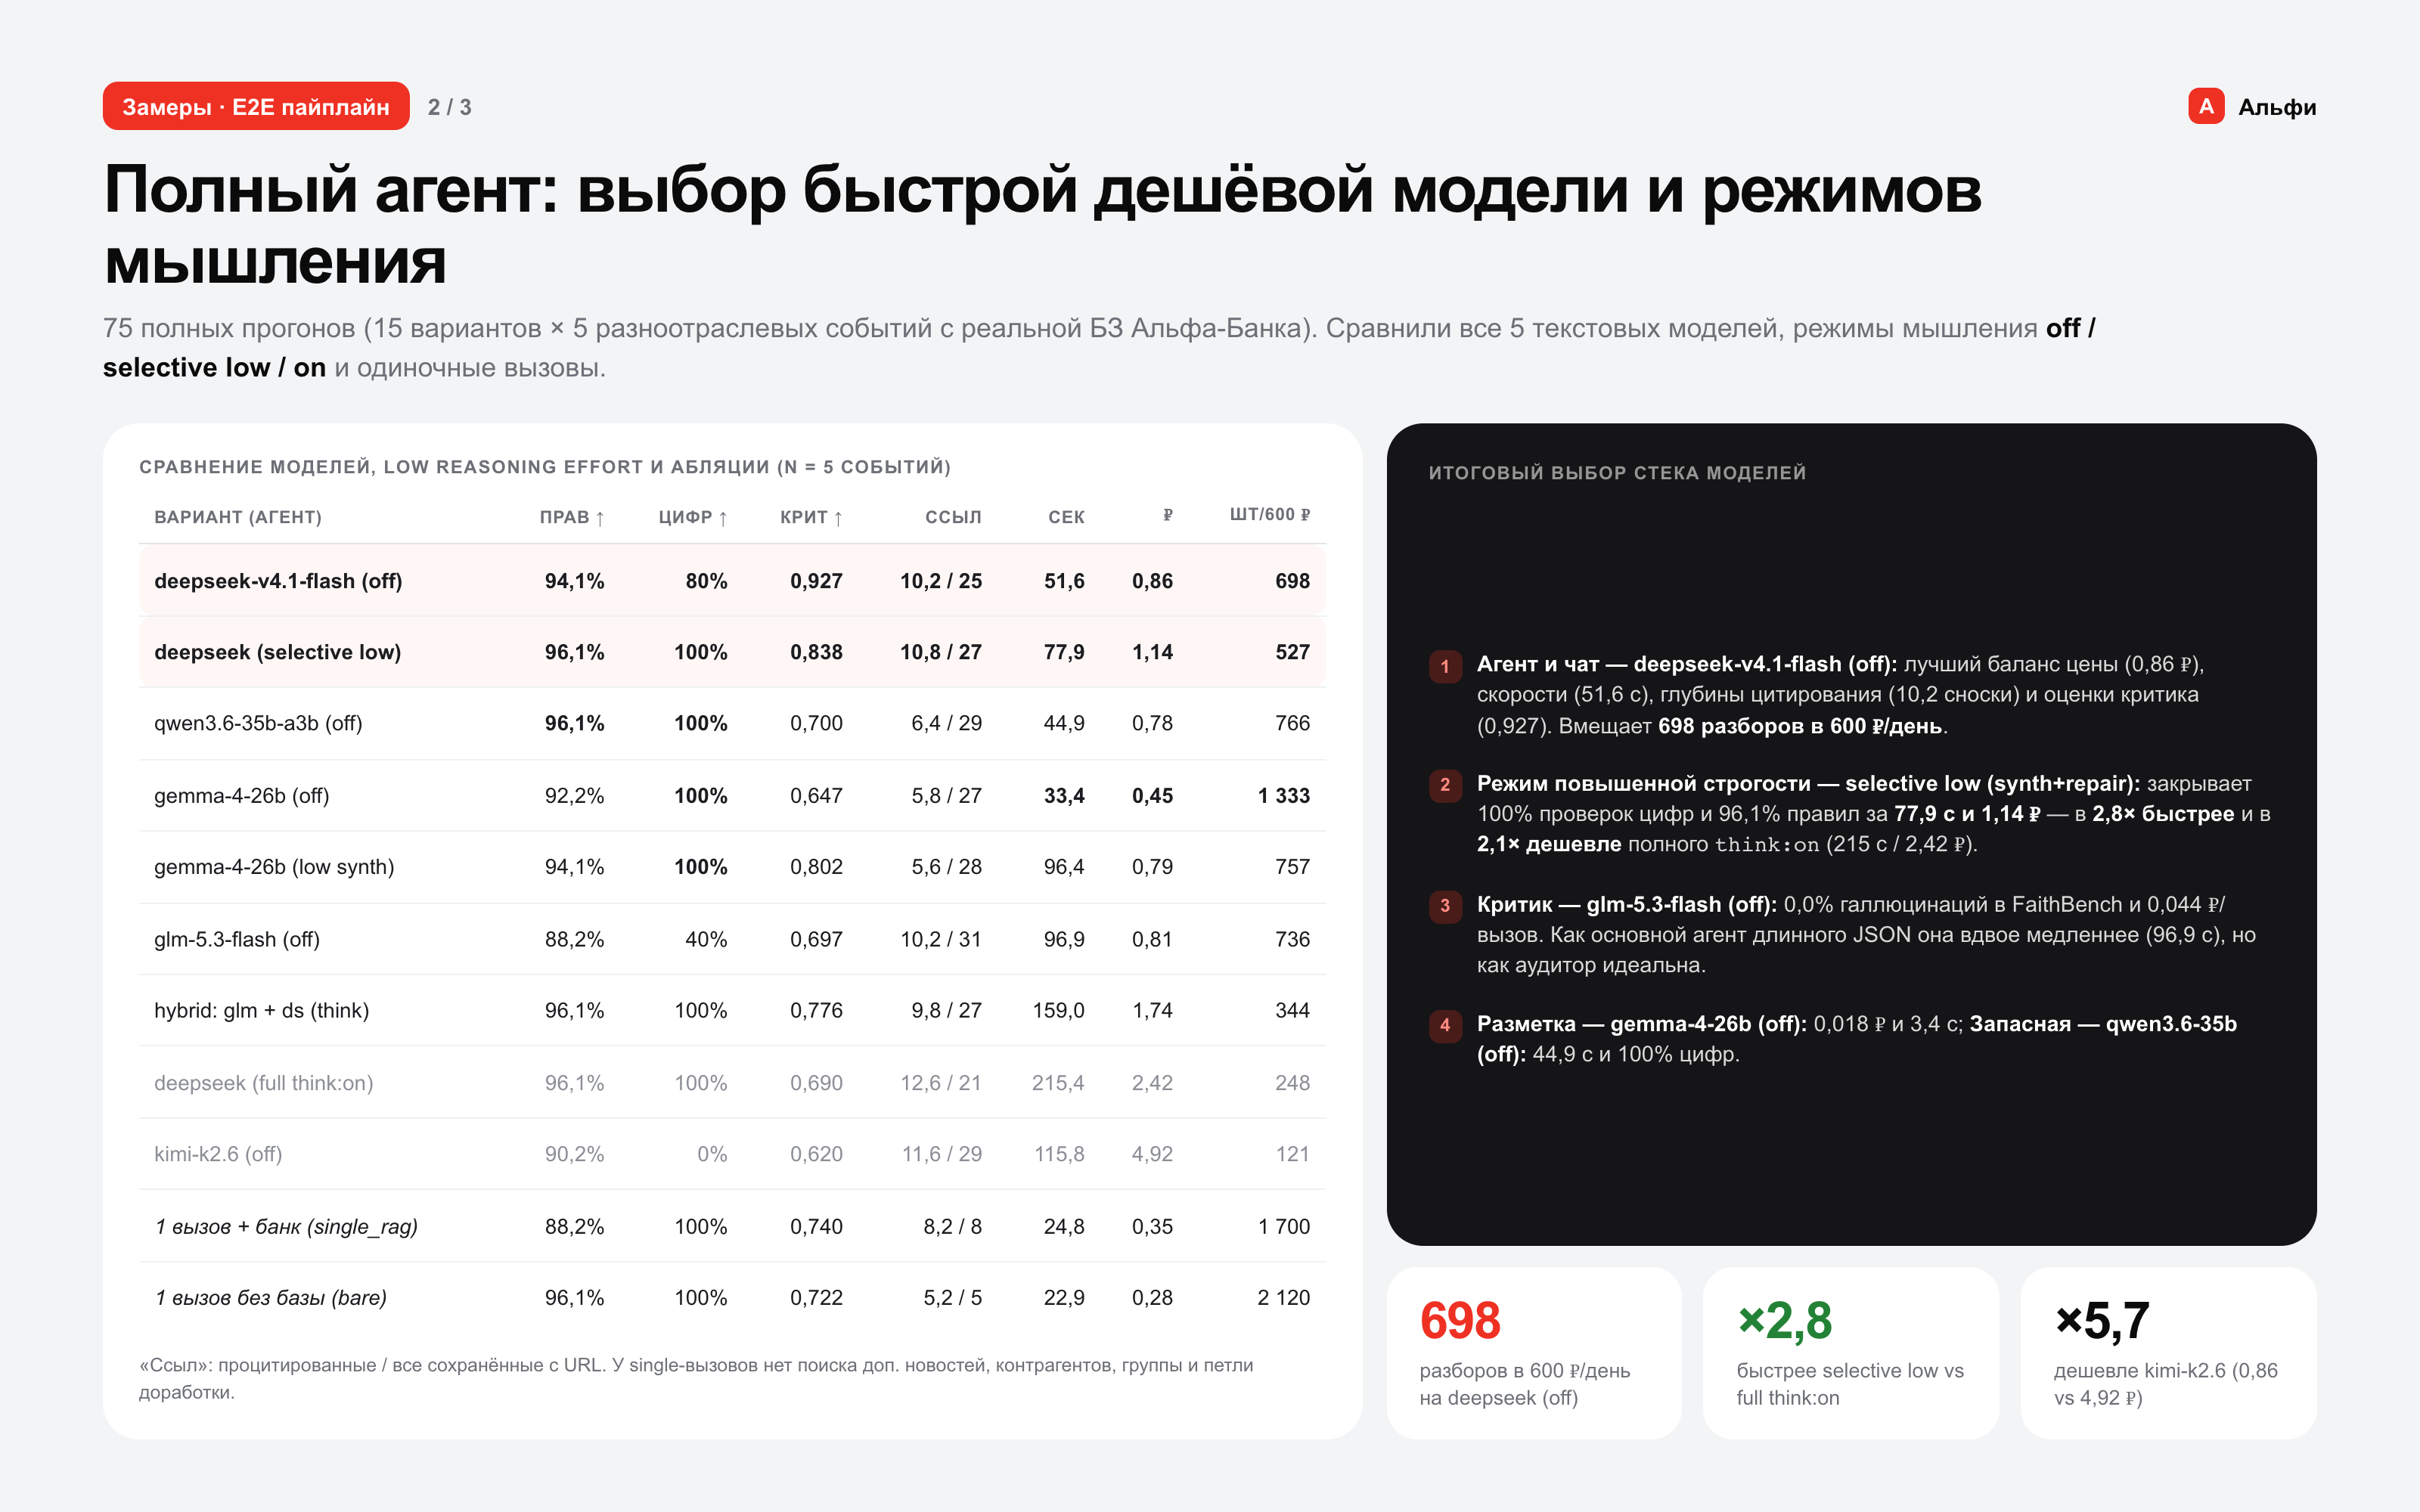 Замеры · E2E пайплайн 2 / 3
A Альфи
Полный агент: выбор быстрой дешёвой модели и режимов
мышления
75 полных прогонов (15 вариантов × 5 разноотраслевых событий с реальной БЗ Альфа-Банка). Сравнили все 5 текстовых моделей, режимы мышления off /
selective low / on и одиночные вызовы.
СРАВНЕНИЕ МОДЕЛЕЙ, LOW REASONING EFFORT И АБЛЯЦИИ (N = 5 СОБЫТИЙ)
ВАРИАНТ (АГЕНТ) ПРАВ ↑ ЦИФР ↑ КРИТ ↑ ССЫЛ СЕК ₽ ШТ/600 ₽
deepseek-v4.1-flash (off) 94,1% 80% 0,927 10,2 / 25 51,6 0,86 698
deepseek (selective low) 96,1% 100% 0,838 10,8 / 27 77,9 1,14 527
qwen3.6-35b-a3b (off) 96,1% 100% 0,700 6,4 / 29 44,9 0,78 766
gemma-4-26b (off) 92,2% 100% 0,647 5,8 / 27 33,4 0,45 1 333
gemma-4-26b (low synth) 94,1% 100% 0,802 5,6 / 28 96,4 0,79 757
glm-5.3-flash (off) 88,2% 40% 0,697 10,2 / 31 96,9 0,81 736
hybrid: glm + ds (think) 96,1% 100% 0,776 9,8 / 27 159,0 1,74 344
deepseek (full think:on) 96,1% 100% 0,690 12,6 / 21 215,4 2,42 248
kimi-k2.6 (off) 90,2% 0% 0,620 11,6 / 29 115,8 4,92 121
1 вызов + банк (single_rag) 88,2% 100% 0,740 8,2 / 8 24,8 0,35 1 700
1 вызов без базы (bare) 96,1% 100% 0,722 5,2 / 5 22,9 0,28 2 120
«Ссыл»: процитированные / все сохранённые с URL. У single-вызовов нет поиска доп. новостей, контрагентов, группы и петли
доработки.
ИТОГОВЫЙ ВЫБОР СТЕКА МОДЕЛЕЙ
1 Агент и чат — deepseek-v4.1-flash (off): лучший баланс цены (0,86 ₽),
скорости (51,6 с), глубины цитирования (10,2 сноски) и оценки критика
(0,927). Вмещает 698 разборов в 600 ₽/день.
2 Режим повышенной строгости — selective low (synth+repair): закрывает
100% проверок цифр и 96,1% правил за 77,9 с и 1,14 ₽ — в 2,8× быстрее и в
2,1× дешевле полного think:on (215 с / 2,42 ₽).
3 Критик — glm-5.3-flash (off): 0,0% галлюцинаций в FaithBench и 0,044 ₽/
вызов. Как основной агент длинного JSON она вдвое медленнее (96,9 с), но
как аудитор идеальна.
4 Разметка — gemma-4-26b (off): 0,018 ₽ и 3,4 с; Запасная — qwen3.6-35b
(off): 44,9 с и 100% цифр.
698
разборов в 600 ₽/день
на deepseek (off)
×2,8
быстрее selective low vs
full think:on
×5,7
дешевле kimi-k2.6 (0,86
vs 4,92 ₽)